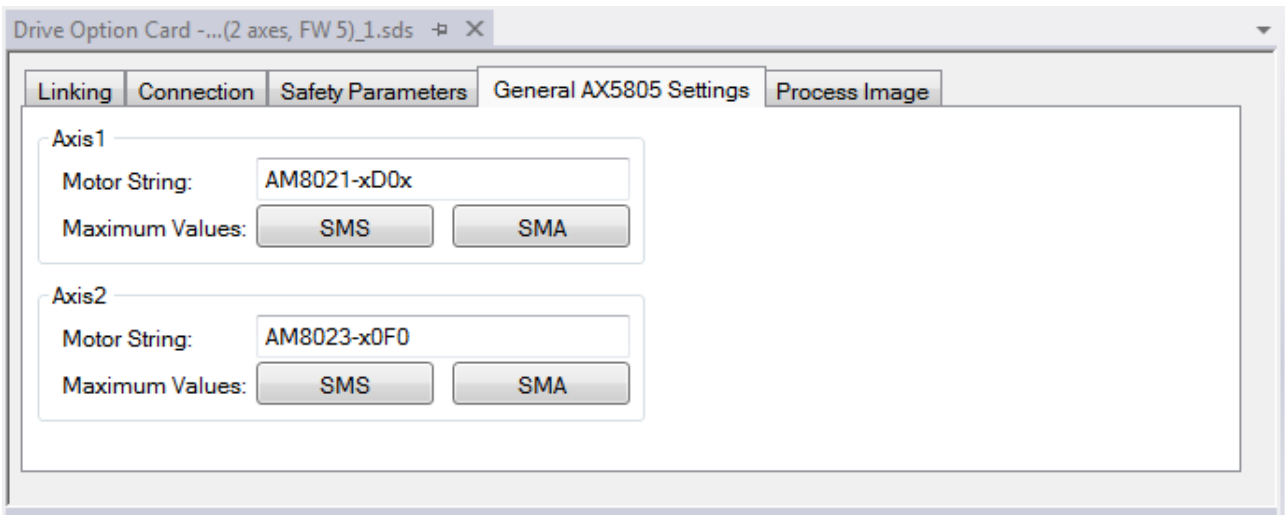 Drive Option Card -...(2 axes, FW 5)_1.sds
Linking Connection Safety Parameters General AX5805 Settings Process Image
Axis1
Motor String: AM8021-xD0x
Maximum Values: SMS SMA
Axis2
Motor String: AM8023-x0F0
Maximum Values: SMS SMA